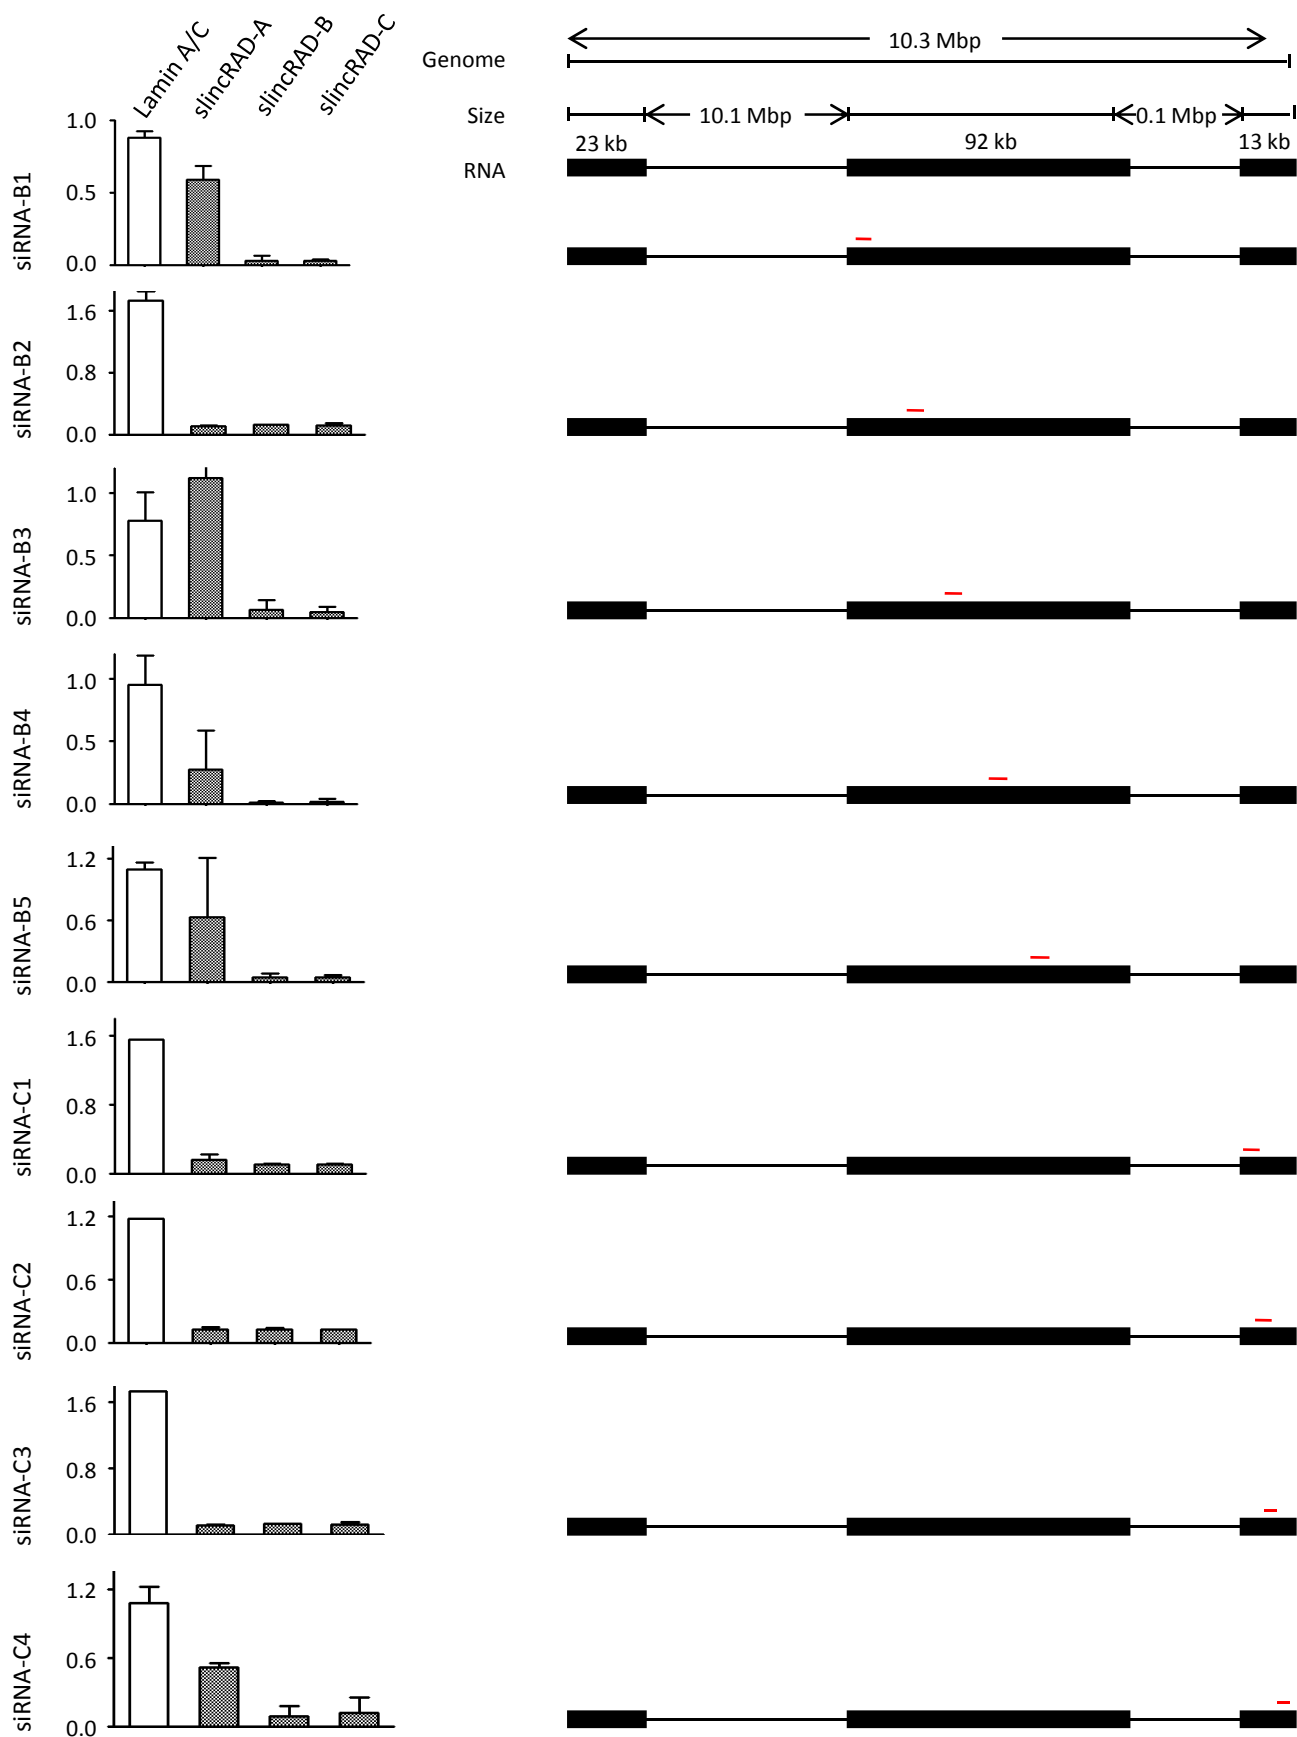 Lamin A/C
slincRAD-A
slincRAD-B
slincRAD-C
Genome
10.3 Mbp
Size
10.1 Mbp
0.1 Mbp
23 kb
92 kb
13 kb
RNA
siRNA-B1
1.0
0.5
0.0
siRNA-B2
1.6
0.8
0.0
siRNA-B3
1.0
0.5
0.0
siRNA-B4
1.0
0.5
0.0
siRNA-B5
1.2
0.6
0.0
siRNA-C1
1.6
0.8
0.0
siRNA-C2
1.2
0.6
0.0
siRNA-C3
1.6
0.8
0.0
siRNA-C4
1.2
0.6
0.0